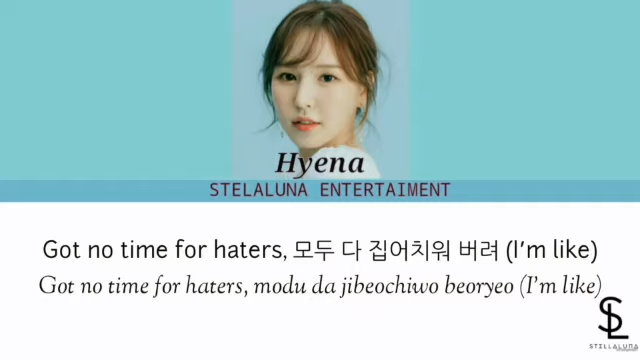 Hyena
STELALUNA ENTERTAIMENT
Got no time for haters, 모두 다 집어치워 버려 (I'm like)
Got no time for haters, modu da jibeochiwo beoryeo (I'm like)
SL
STILLALUNA